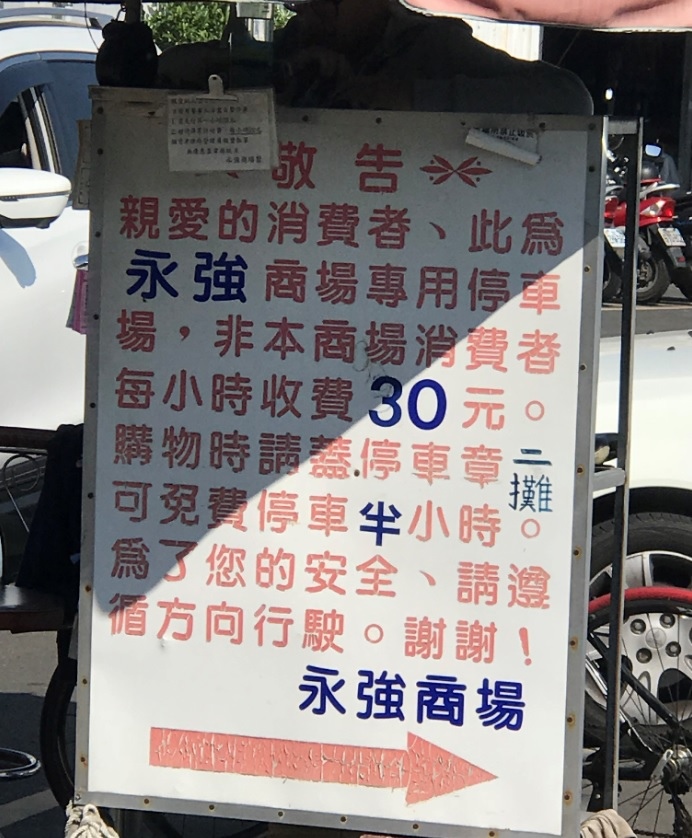 敬告
親愛的消費者、此為
永強商場專用停車
場，非本商場消費者
每小時收費30元。
購物時請蓋停車章二攤
可免費停車半小時。
為了您的安全、請遵
循方向行駛。謝謝！
永強商場